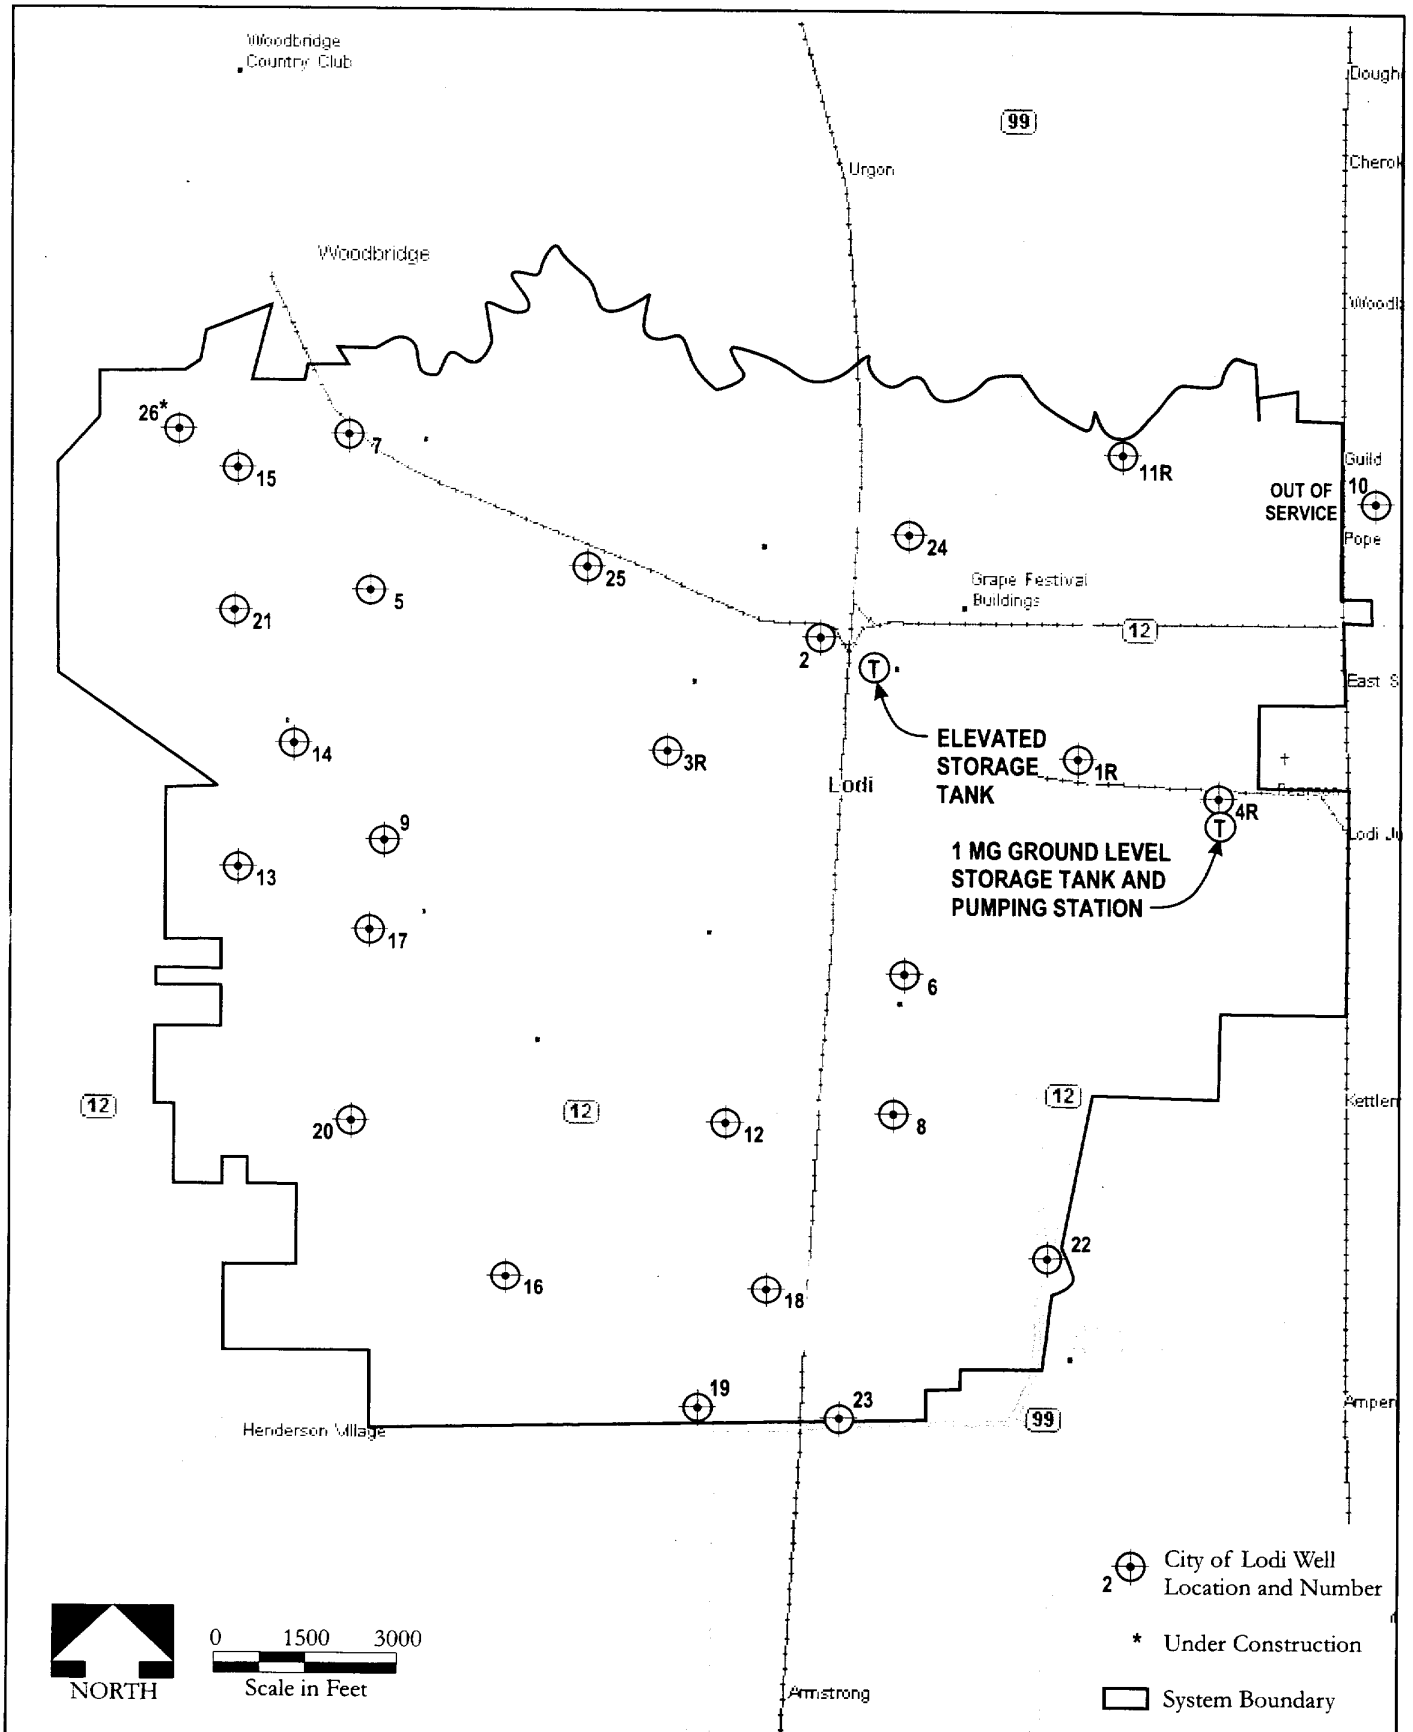 Woodbridge
Country Club
Dough
99
Cherok
Urgon
Woodbridge
Woodla
26*
7
15
11R
Guild
10
OUT OF
SERVICE
24
Pope
25
5
21
Grape Festival
Buildings
12
2
T
East S
14
3R
ELEVATED
STORAGE
TANK
1R
Lodi
4R
T
Lodi Ju
9
13
1 MG GROUND LEVEL
STORAGE TANK AND
PUMPING STATION
17
6
12
20
12
12
8
12
Kettlem
22
16
18
19
23
Henderson Village
99
Ampen
2
City of Lodi Well
Location and Number
* Under Construction
System Boundary
NORTH
0 1500 3000
Scale in Feet
Armstrong